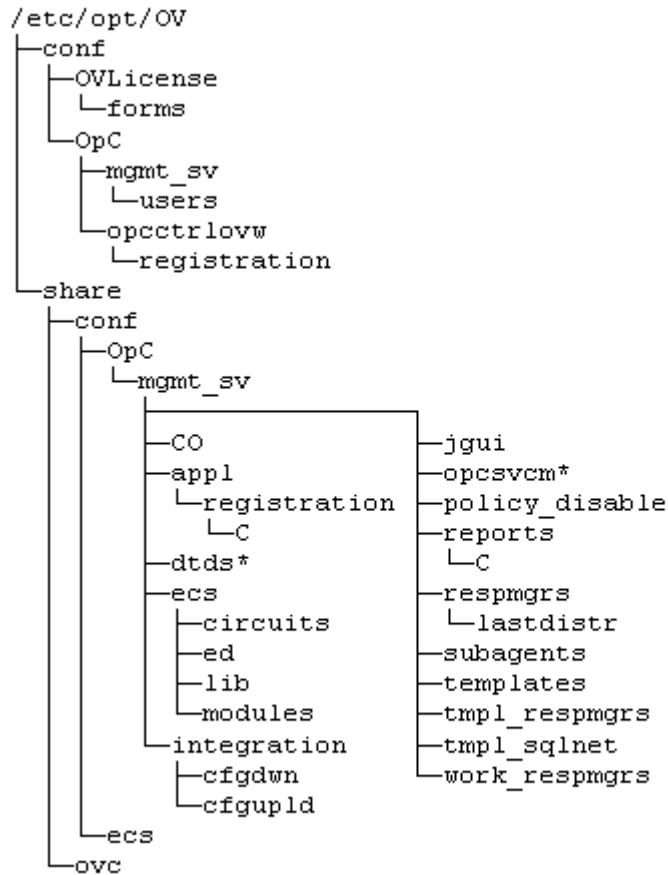 /etc/opt/OV
conf
OVLicense
forms
OpC
mgmt_sv
users
opcctrlovw
registration
share
conf
OpC
mgmt_sv
CO
appl
registration
C
dtds*
ecs
circuits
ed
lib
modules
integration
cfgdwn
cfgupld
jgui
opcsvcm*
policy_disable
reports
C
respmgrs
lastdistr
subagents
templates
tmpl_respmgrs
tmpl_sqlnet
work_respmgrs
ecs
ovc